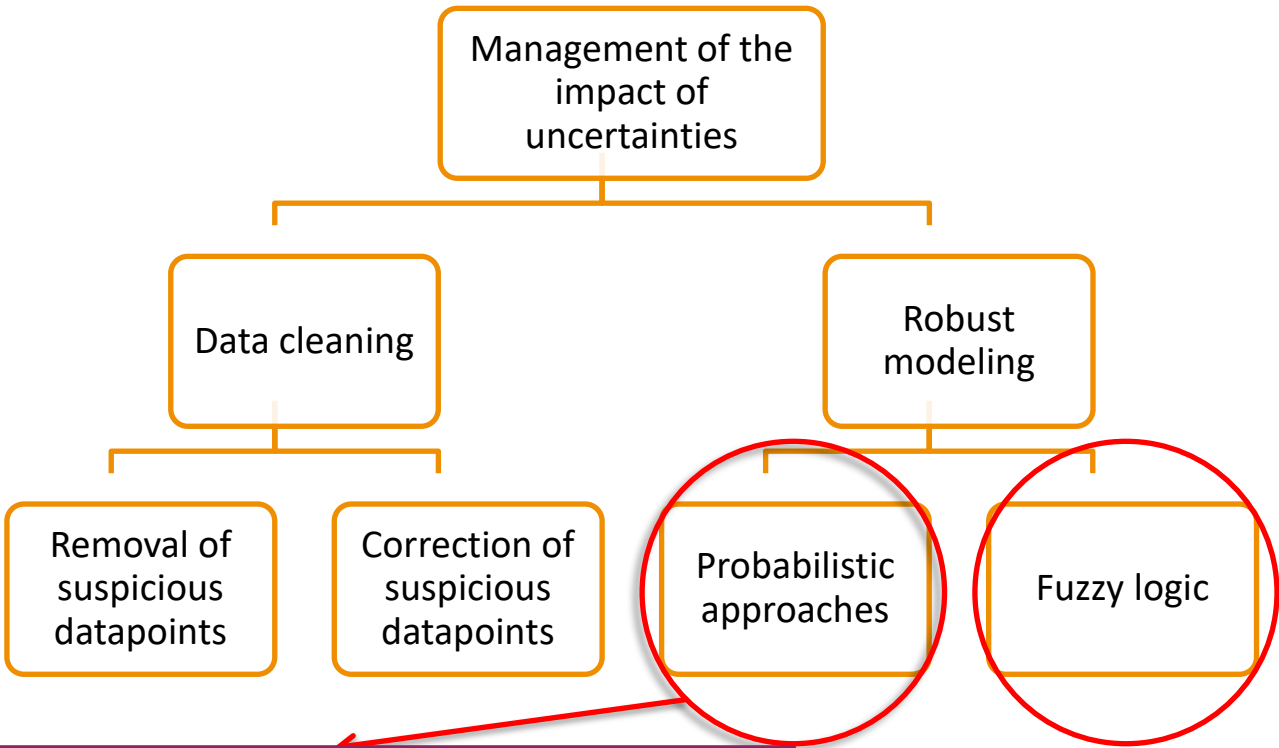 Management of the
impact of
uncertainties
Data cleaning
Robust
modeling
Removal of
suspicious
datapoints
Correction of
suspicious
datapoints
Probabilistic
approaches
Fuzzy logic